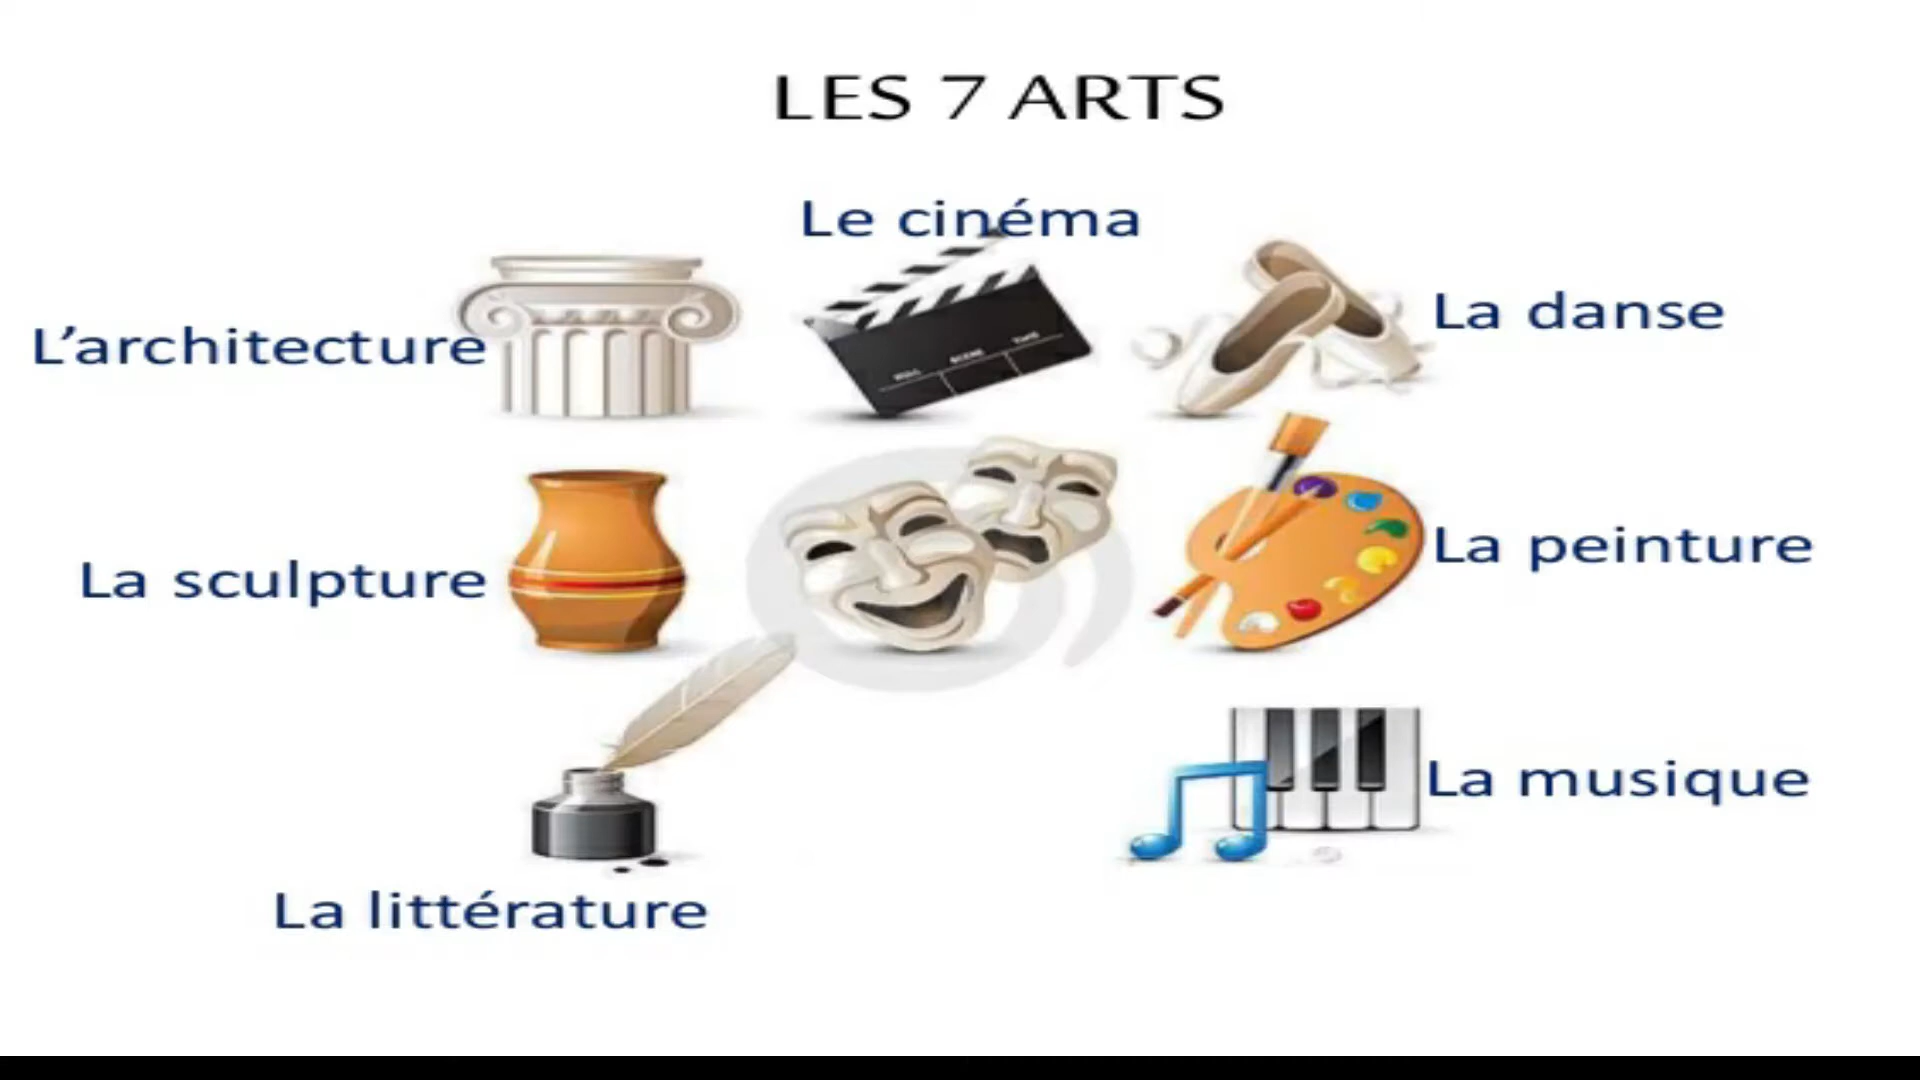 LES 7 ARTS
Le cinéma
La danse
L’architecture
La peinture
La sculpture
La musique
La littérature